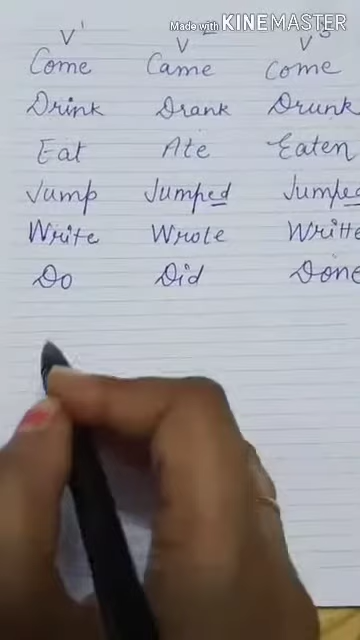 Made with KINEMASTER
V¹ V² V³
Come Came Come
Drink Drank Drunk
Eat Ate Eaten
Jump Jumped Jumped
Write Wrote Writte
Do Did Done